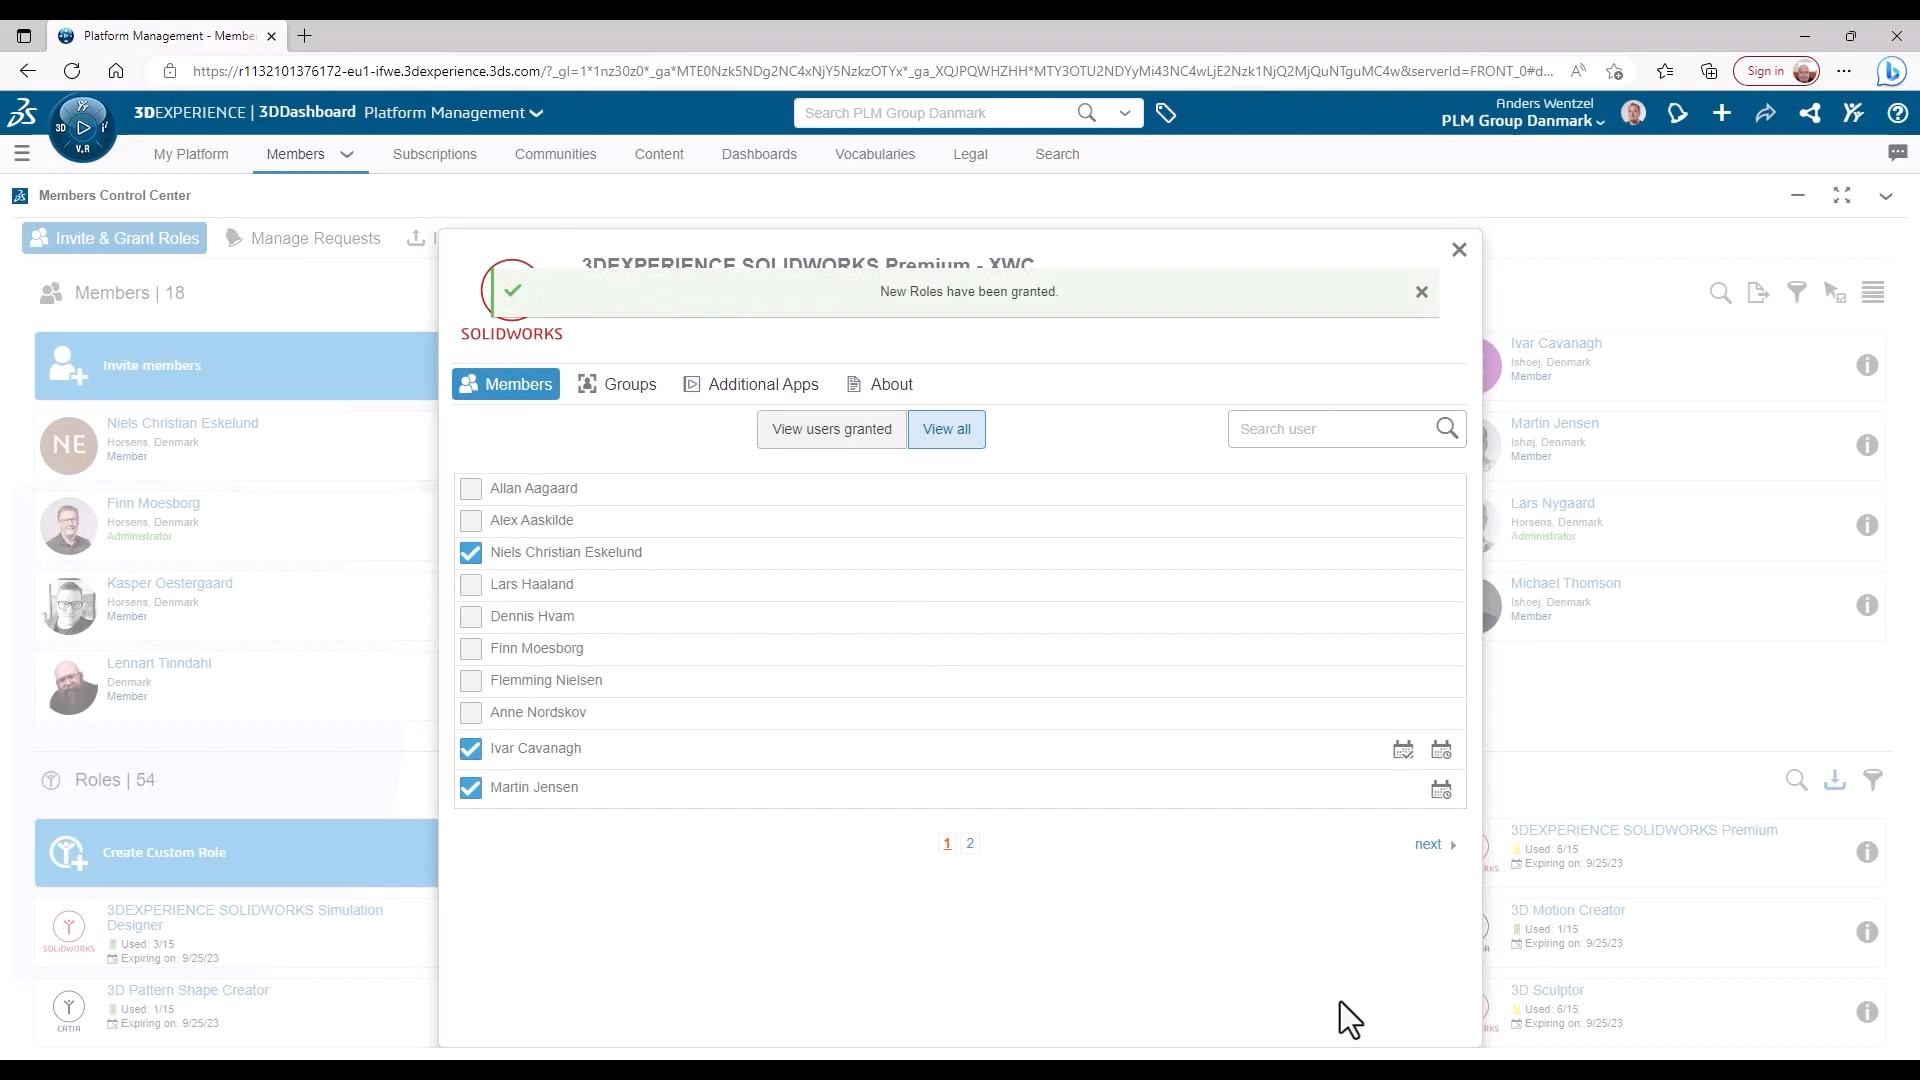 Platform Management - Membe
https://r1132101376172-eu1-ifwe.3dexperience.3ds.com/?_gl=1*1nz30z0*_ga*MTE0Nzk5NDg2NC4xNjY5NzkzOTYx*_ga_XQJPQWHZHH*MTY3OTU2NDYyMi43NC4wLjE2Nzk1NjQ2MjQuNTguMC4w&serverId=FRONT_0#d...
Sign in
3DEXPERIENCE | 3DDashboard Platform Management
Search PLM Group Danmark
Anders Wentzel
PLM Group Danmark
3D
V.R
My Platform
Members
Subscriptions
Communities
Content
Dashboards
Vocabularies
Legal
Search
Members Control Center
Invite & Grant Roles
Manage Requests
Members | 18
Invite members
NE
Niels Christian Eskelund
Horsens, Denmark
Member
Finn Moesborg
Horsens, Denmark
Administrator
Kasper Oestergaard
Horsens, Denmark
Member
Lennart Tinndahl
Denmark
Member
Roles | 54
Create Custom Role
SOLIDWORKS
3DEXPERIENCE SOLIDWORKS Simulation
Designer
Used: 3/15
Expiring on: 9/25/23
CATIA
3D Pattern Shape Creator
Used: 1/15
Expiring on: 9/25/23
3DEXPERIENCE SOLIDWORKS Premium - XWC
New Roles have been granted.
SOLIDWORKS
Members
Groups
Additional Apps
About
View users granted
View all
Search user
Allan Aagaard
Alex Aaskilde
Niels Christian Eskelund
Lars Haaland
Dennis Hvam
Finn Moesborg
Flemming Nielsen
Anne Nordskov
Ivar Cavanagh
Martin Jensen
1 2
next
Ivar Cavanagh
Ishoej, Denmark
Member
Martin Jensen
Ishøj, Denmark
Member
Lars Nygaard
Horsens, Denmark
Administrator
Michael Thomson
Ishoej, Denmark
Member
3DEXPERIENCE SOLIDWORKS Premium
Used: 6/15
Expiring on: 9/25/23
3D Motion Creator
Used: 1/15
Expiring on: 9/25/23
3D Sculptor
Used: 6/15
Expiring on: 9/25/23